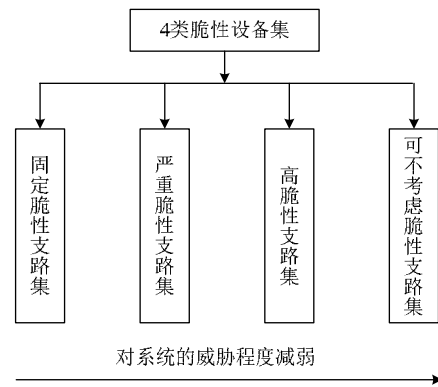 4类脆性设备集
固定脆性支路集
严重脆性支路集
高脆性支路集
可不考虑脆性支路集
对系统的威胁程度减弱